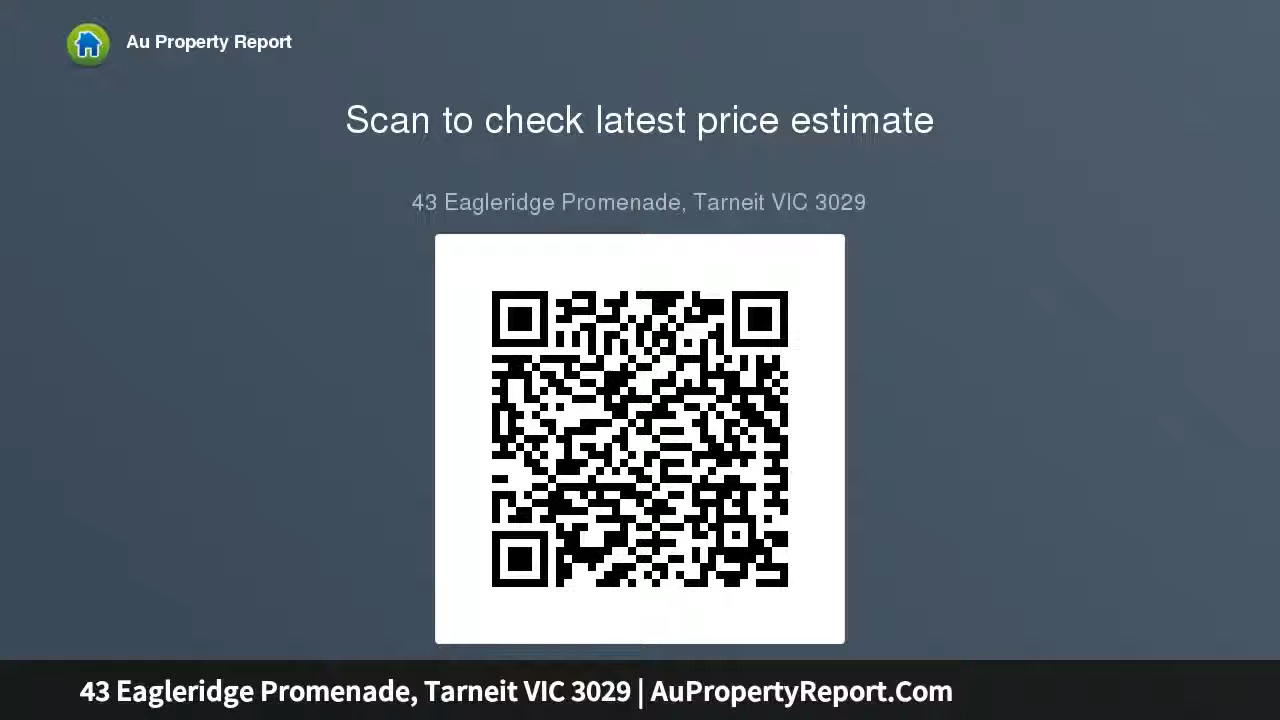 Au Property Report
Scan to check latest price estimate
43 Eagleridge Promenade, Tarneit VIC 3029
43 Eagleridge Promenade, Tarneit VIC 3029 | AuPropertyReport.Com